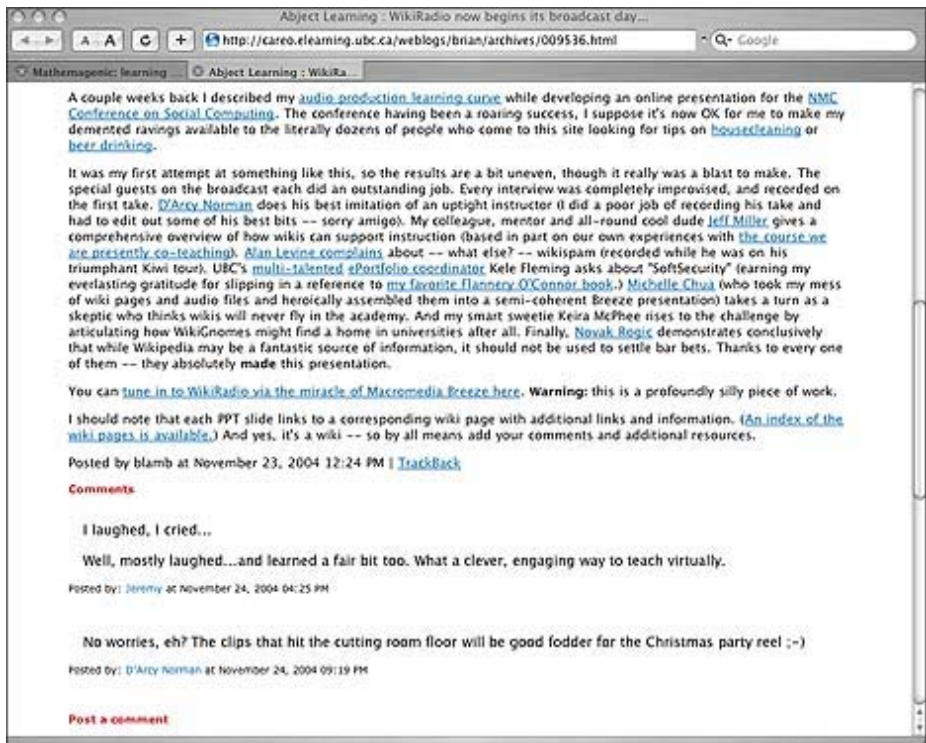 Abject Learning : WikiRadio now begins its broadcast day...
A A C + http://careo.elearning.ubc.ca/weblogs/brian/archives/009536.html Q- Google
Mathemagenic: learning ... Abject Learning : WikiRa...
A couple weeks back I described my audio production learning curve while developing an online presentation for the NMC
Conference on Social Computing. The conference having been a roaring success, I suppose it's now OK for me to make my
demented ravings available to the literally dozens of people who come to this site looking for tips on housecleaning or
beer drinking.
It was my first attempt at something like this, so the results are a bit uneven, though it really was a blast to make. The
special guests on the broadcast each did an outstanding job. Every interview was completely improvised, and recorded on
the first take. D'Arcy Norman does his best imitation of an uptight instructor (I did a poor job of recording his take and
had to edit out some of his best bits -- sorry amigo). My colleague, mentor and all-round cool dude Jeff Miller gives a
comprehensive overview of how wikis can support instruction (based in part on our own experiences with the course we
are presently co-teaching). Alan Levine complains about -- what else? -- wikispam (recorded while he was on his
triumphant Kiwi tour). UBC's multi-talented ePortfolio coordinator Kele Fleming asks about "SoftSecurity" (earning my
everlasting gratitude for slipping in a reference to my favorite Flannery O'Connor book.) Michelle Chua (who took my mess
of wiki pages and audio files and heroically assembled them into a semi-coherent Breeze presentation) takes a turn as a
skeptic who thinks wikis will never fly in the academy. And my smart sweetie Keira McPhee rises to the challenge by
articulating how WikiGnomes might find a home in universities after all. Finally, Novak Rogic demonstrates conclusively
that while Wikipedia may be a fantastic source of information, it should not be used to settle bar bets. Thanks to every one
of them -- they absolutely made this presentation.
You can tune in to WikiRadio via the miracle of Macromedia Breeze here. Warning: this is a profoundly silly piece of work.
I should note that each PPT slide links to a corresponding wiki page with additional links and information. (An index of the
wiki pages is available.) And yes, it's a wiki -- so by all means add your comments and additional resources.
Posted by blamb at November 23, 2004 12:24 PM | TrackBack
Comments
I laughed, I cried...
Well, mostly laughed...and learned a fair bit too. What a clever, engaging way to teach virtually.
Posted by: Jeremy at November 24, 2004 04:25 PM
No worries, eh? The clips that hit the cutting room floor will be good fodder for the Christmas party reel ;-)
Posted by: D'Arcy Norman at November 24, 2004 09:19 PM
Post a comment